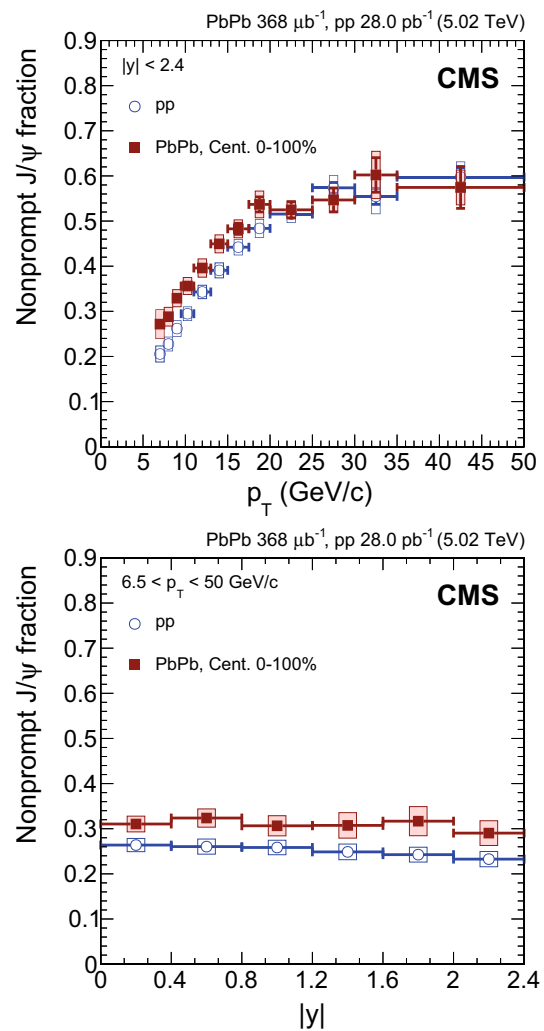 PbPb 368 μb⁻¹, pp 28.0 pb⁻¹ (5.02 TeV)
0.9
|y| < 2.4
CMS
0.8
pp
0.7
PbPb, Cent. 0-100%
0.6
0.5
0.4
0.3
0.2
0.1
0
Nonprompt J/ψ fraction
0 5 10 15 20 25 30 35 40 45 50
p_T (GeV/c)
PbPb 368 μb⁻¹, pp 28.0 pb⁻¹ (5.02 TeV)
0.9
6.5 < p_T < 50 GeV/c
CMS
0.8
pp
0.7
PbPb, Cent. 0-100%
0.6
0.5
0.4
0.3
0.2
0.1
0
Nonprompt J/ψ fraction
0 0.4 0.8 1.2 1.6 2 2.4
|y|